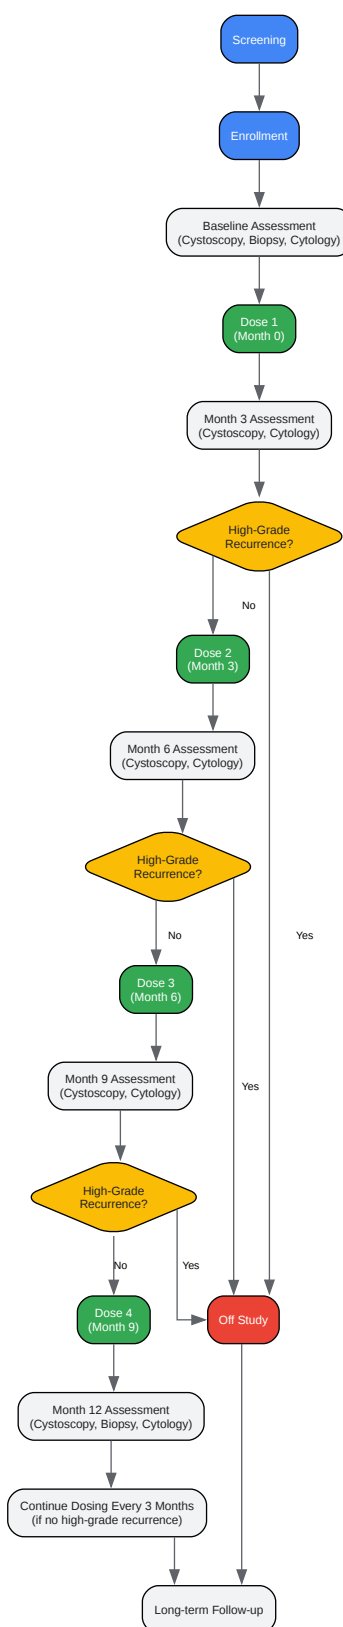 Screening
Enrollment
Baseline Assessment
(Cystoscopy, Biopsy, Cytology)
Dose 1
(Month 0)
Month 3 Assessment
(Cystoscopy, Cytology)
High-Grade
Recurrence?
No
Dose 2
(Month 3)
Month 6 Assessment
(Cystoscopy, Cytology)
High-Grade
Recurrence?
No
Yes
Dose 3
(Month 6)
Month 9 Assessment
(Cystoscopy, Cytology)
Yes
High-Grade
Recurrence?
No
Yes
Dose 4
(Month 9)
Off Study
Month 12 Assessment
(Cystoscopy, Biopsy, Cytology)
Continue Dosing Every 3 Months
(if no high-grade recurrence)
Long-term Follow-up